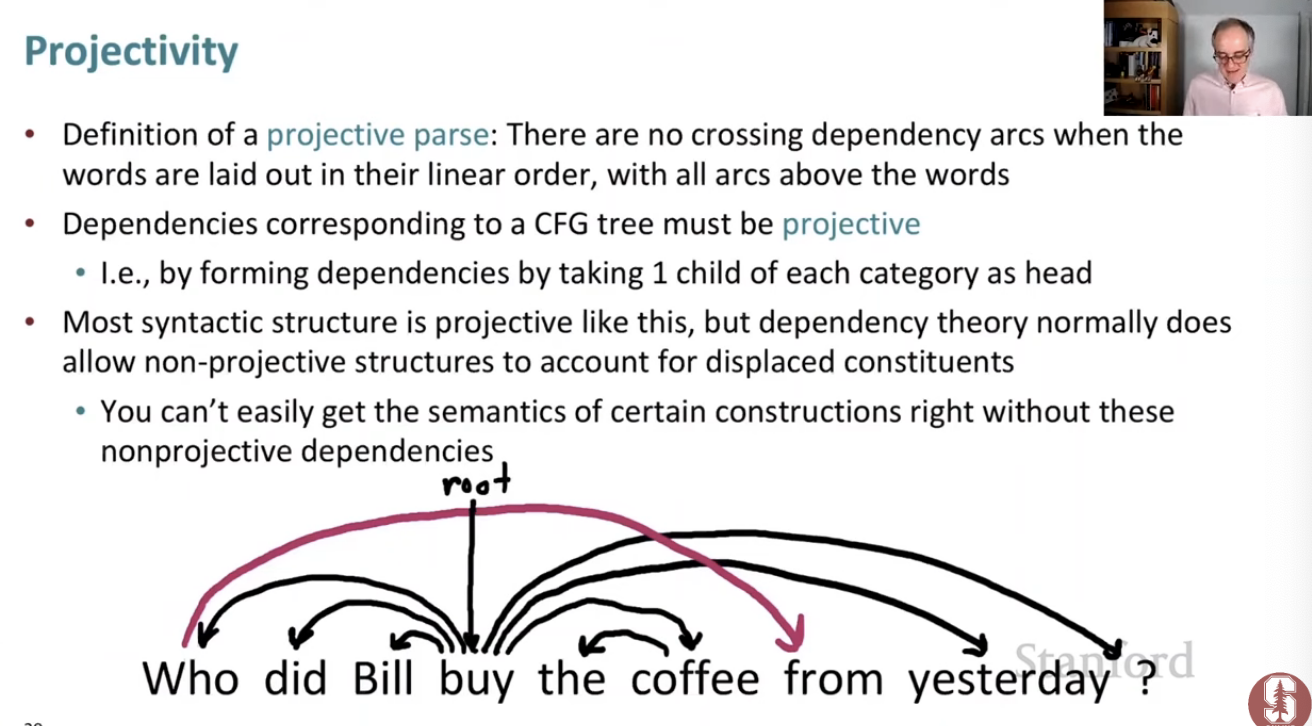 Projectivity
• Definition of a projective parse: There are no crossing dependency arcs when the
words are laid out in their linear order, with all arcs above the words
• Dependencies corresponding to a CFG tree must be projective
• I.e., by forming dependencies by taking 1 child of each category as head
• Most syntactic structure is projective like this, but dependency theory normally does
allow non-projective structures to account for displaced constituents
• You can’t easily get the semantics of certain constructions right without these
nonprojective dependencies
root
Who did Bill buy the coffee from yesterday ?
Stanford
S